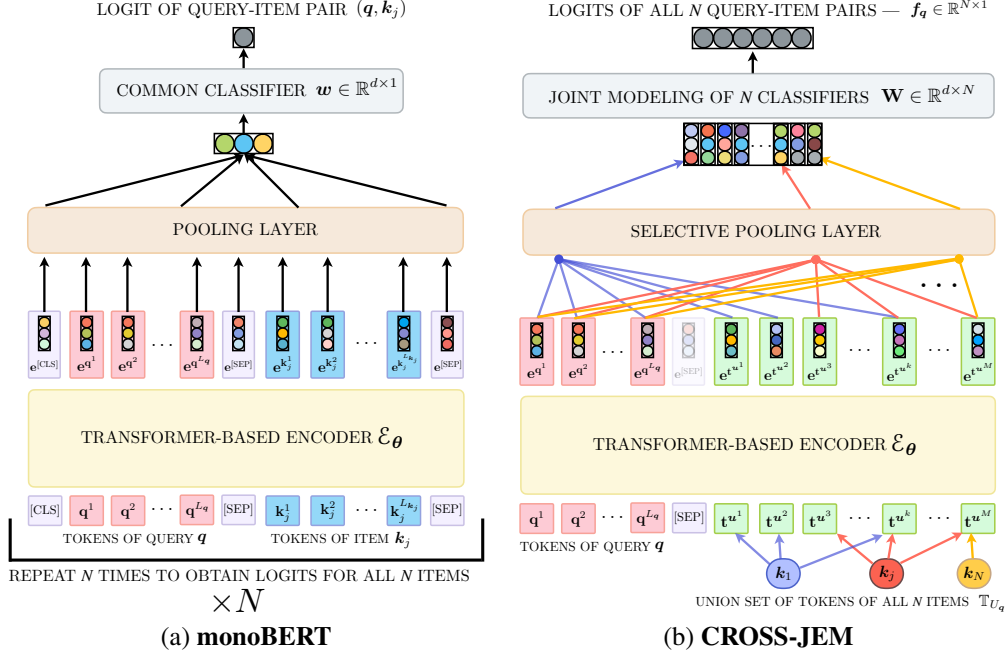 LOGIT OF QUERY-ITEM PAIR (q, k_j)
COMMON CLASSIFIER w ∈ ℝ^{d×1}
POOLING LAYER
e^{[CLS]} e^{q^1} e^{q^2} ··· e^{q^{L_q}} e^{[SEP]} e^{k_j^1} e^{k_j^2} ··· e^{k_j^{L_{k_j}}} e^{[SEP]}
TRANSFORMER-BASED ENCODER ℰ_θ
[CLS] q^1 q^2 ··· q^{L_q} [SEP] k_j^1 k_j^2 ··· k_j^{L_{k_j}} [SEP]
TOKENS OF QUERY q TOKENS OF ITEM k_j
REPEAT N TIMES TO OBTAIN LOGITS FOR ALL N ITEMS
×N
(a) monoBERT
LOGITS OF ALL N QUERY-ITEM PAIRS — f_q ∈ ℝ^{N×1}
JOINT MODELING OF N CLASSIFIERS W ∈ ℝ^{d×N}
···
SELECTIVE POOLING LAYER
···
e^{q^1} e^{q^2} ··· e^{q^{L_q}} e^{[SEP]} e^{t^{u^1}} e^{t^{u^2}} e^{t^{u^3}} ··· e^{t^{u^k}} ··· e^{t^{u^M}}
TRANSFORMER-BASED ENCODER ℰ_θ
q^1 q^2 ··· q^{L_q} [SEP] t^{u^1} t^{u^2} t^{u^3} ··· t^{u^k} ··· t^{u^M}
TOKENS OF QUERY q
k_1 k_j k_N
UNION SET OF TOKENS OF ALL N ITEMS 𝕋_{U_q}
(b) CROSS-JEM